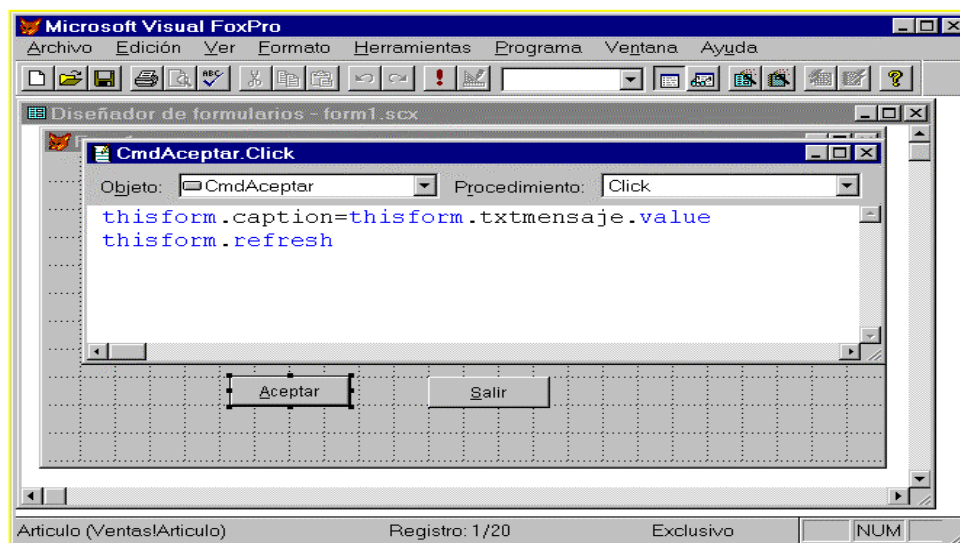 Microsoft Visual FoxPro
Archivo Edición Ver Formato Herramientas Programa Ventana Ayuda
ABC
Diseñador de formularios - form1.scx
CmdAceptar.Click
Objeto: CmdAceptar Procedimiento: Click
thisform.caption=thisform.txtmensaje.value
thisform.refresh
Aceptar Salir
Articulo (Ventas!Articulo) Registro: 1/20 Exclusivo NUM